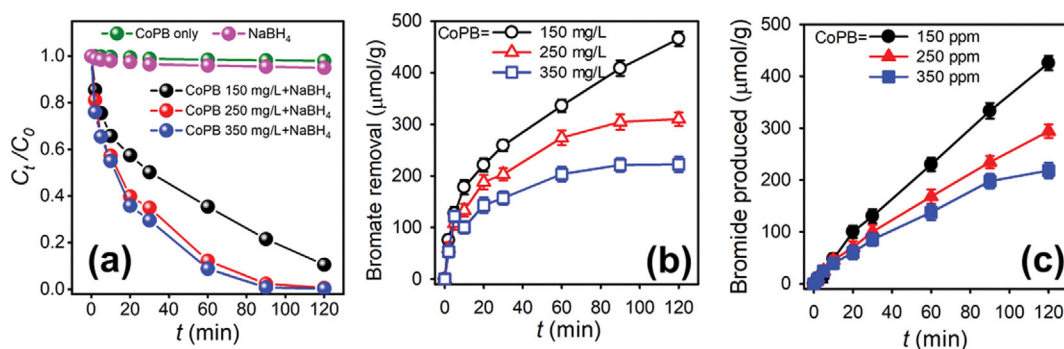 CoPB only NaBH₄
CoPB 150 mg/L+NaBH₄
CoPB 250 mg/L+NaBH₄
CoPB 350 mg/L+NaBH₄
1.0
0.8
0.6
0.4
0.2
0.0
Cₜ/C₀
(a)
0 20 40 60 80 100 120
t (min)
(b)
CoPB= 150 mg/L
250 mg/L
350 mg/L
500
400
300
200
100
0
Bromate removal (μmol/g)
0 20 40 60 80 100 120
t (min)
CoPB= 150 ppm
250 ppm
350 ppm
500
400
300
200
100
0
Bromide produced (μmol/g)
(c)
0 20 40 60 80 100 120
t (min)